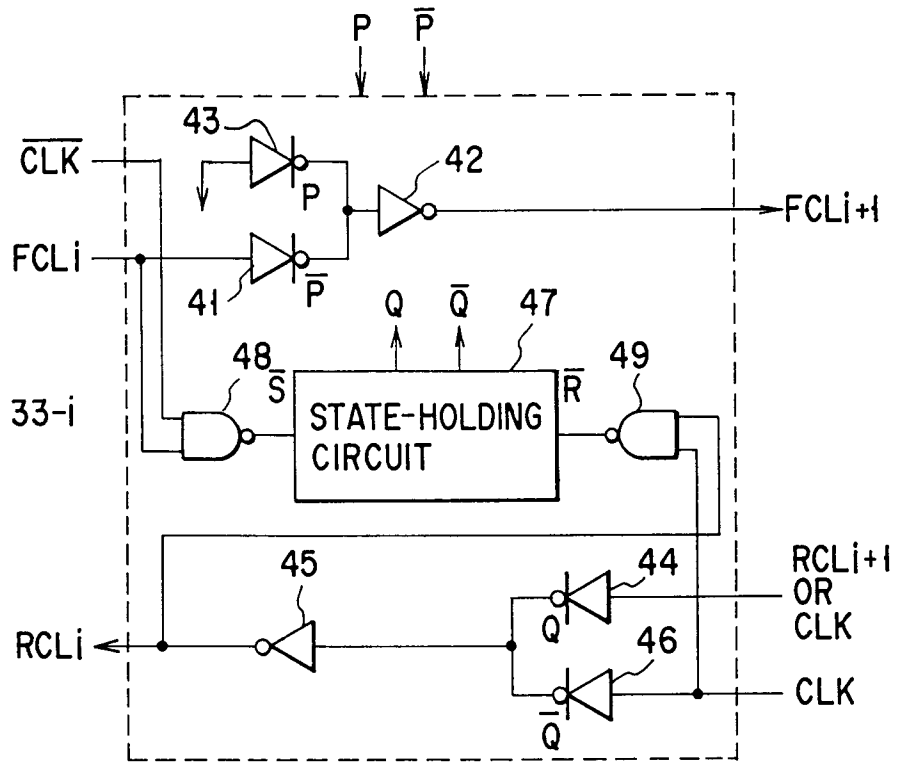 P P̅
43
C̅L̅K̅
42
P
FCLi+1
FCLi
41
P̅
Q Q̅ 47
48
S̅
R̅
49
33-i
STATE-HOLDING
CIRCUIT
45
44
RCLi+1
OR
CLK
Q
RCLi
46
CLK
Q̅